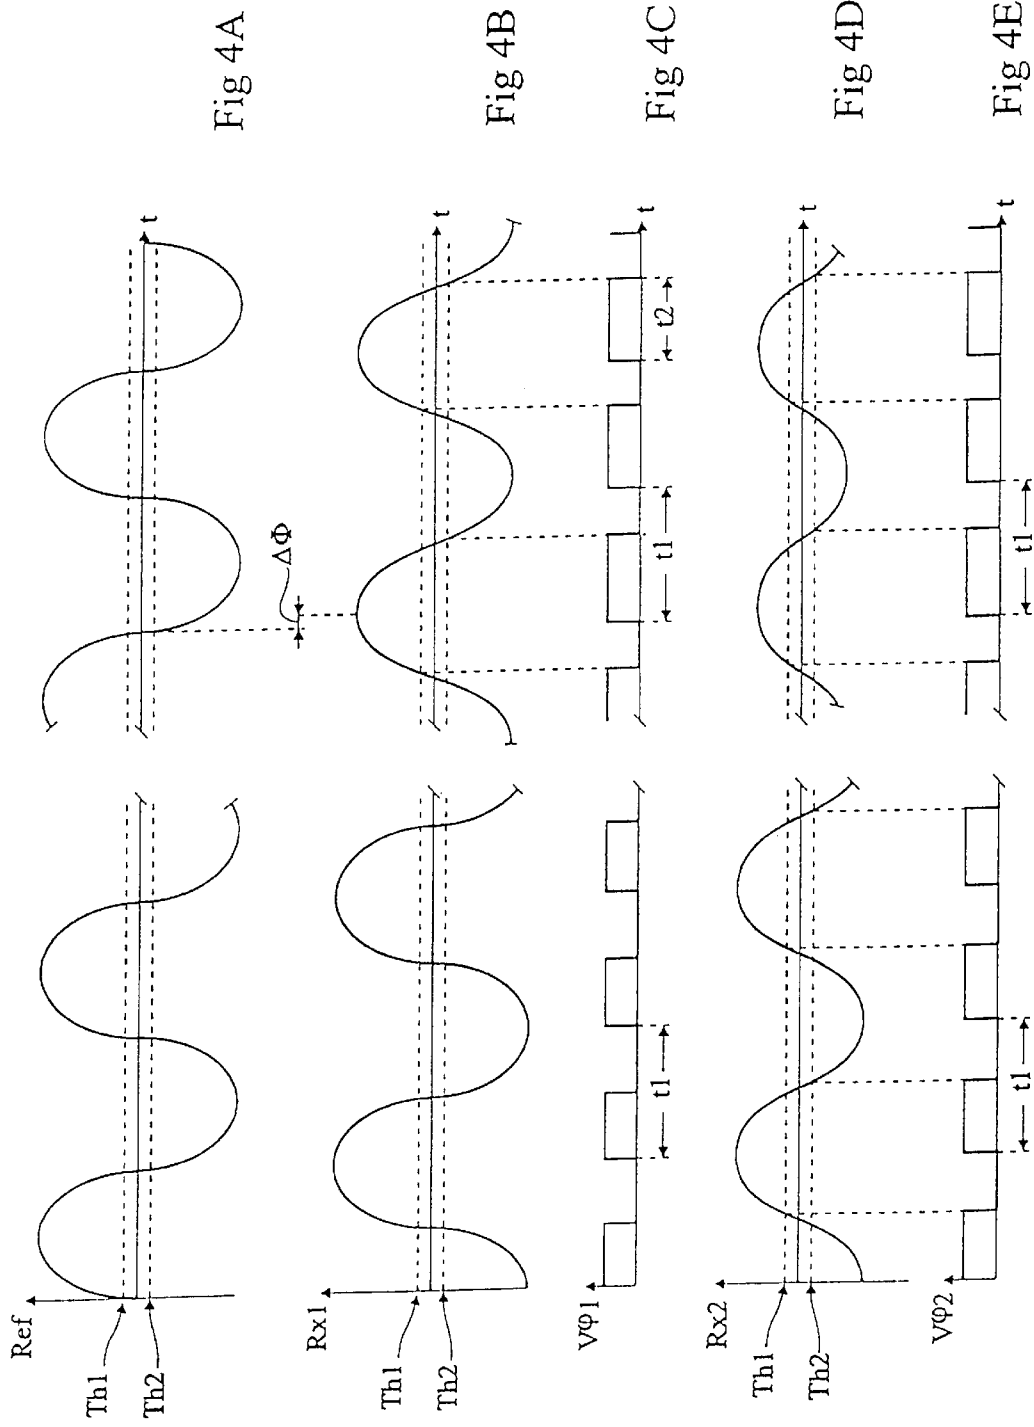 Ref
Th1
Th2
t
Fig 4A
ΔΦ
Rx1
Th1
Th2
t
Fig 4B
Vφ1
t1
t1
t2
t
Fig 4C
Rx2
Th1
Th2
t
Fig 4D
Vφ2
t1
t1
t
Fig 4E